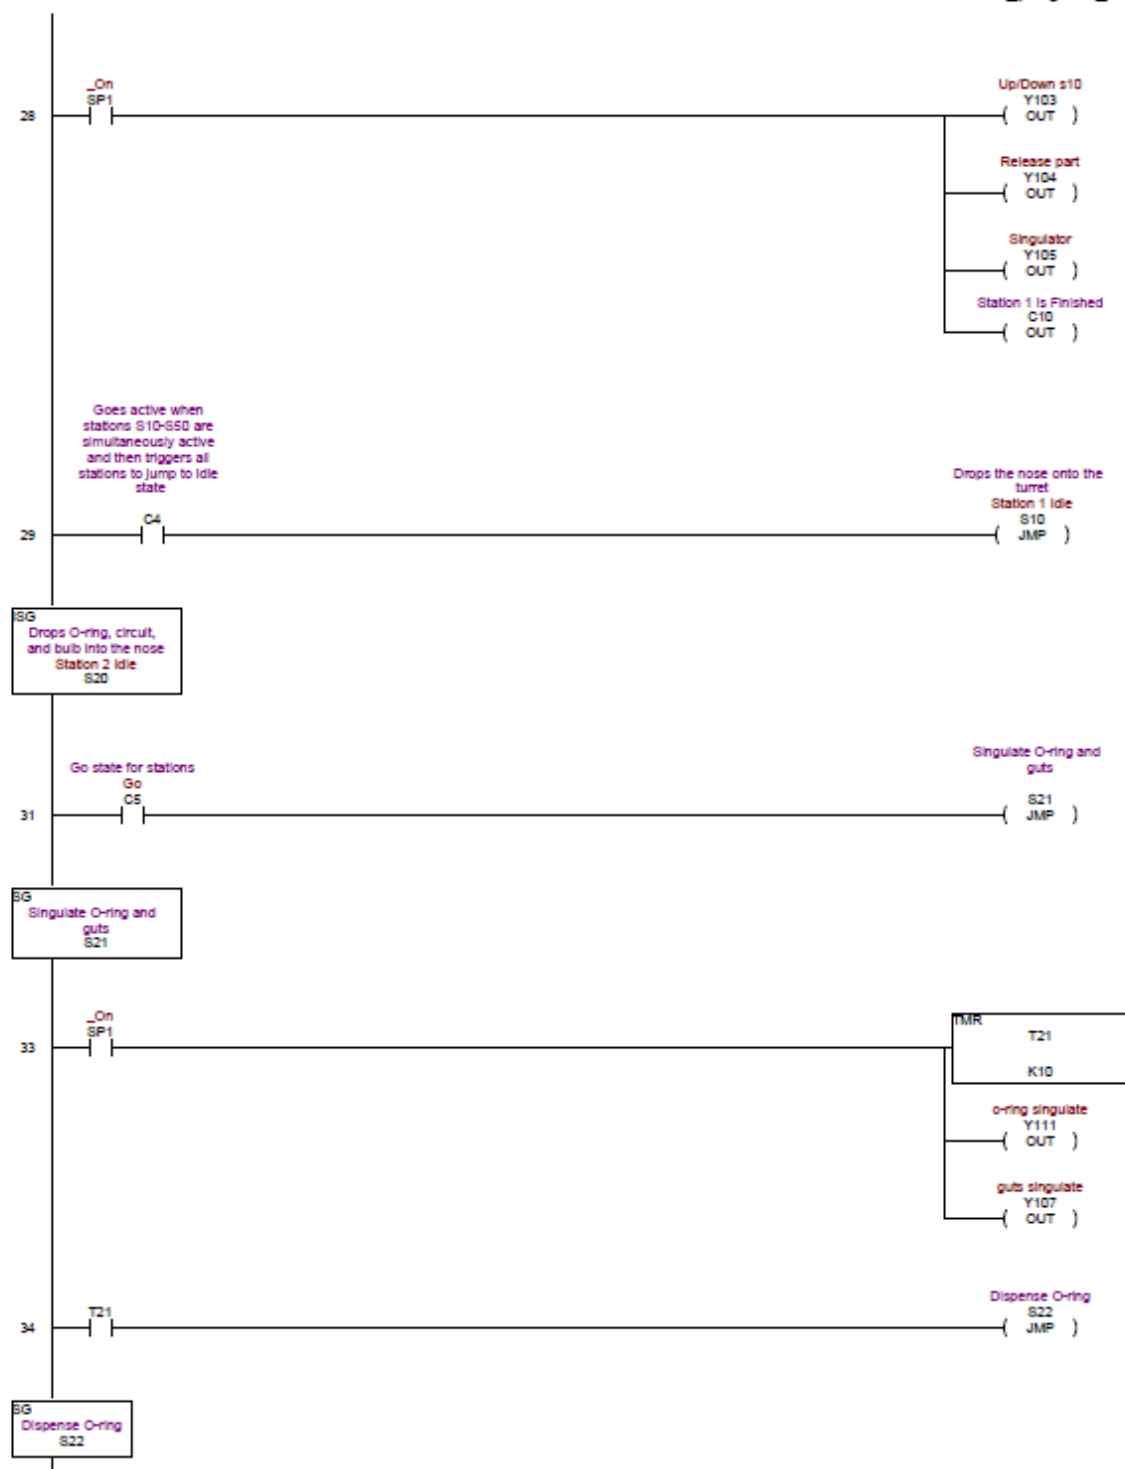 _On
SP1
Up/Down s10
Y103
28
OUT
Release part
Y104
OUT
Singulator
Y105
OUT
Station 1 is Finished
C10
OUT
Goes active when
stations S10-S50 are
simultaneously active
and then triggers all
stations to jump to idle
state
C4
Drops the nose onto the
turret
Station 1 Idle
S10
29
JMP
ISG
Drops O-ring, circuit,
and bulb into the nose
Station 2 Idle
S20
Go state for stations
Go
C5
Singulate O-ring and
guts
S21
31
JMP
SG
Singulate O-ring and
guts
S21
_On
SP1
33
TMR
T21
K10
o-ring singulate
Y111
OUT
guts singulate
Y107
OUT
T21
Dispense O-ring
S22
34
JMP
SG
Dispense O-ring
S22